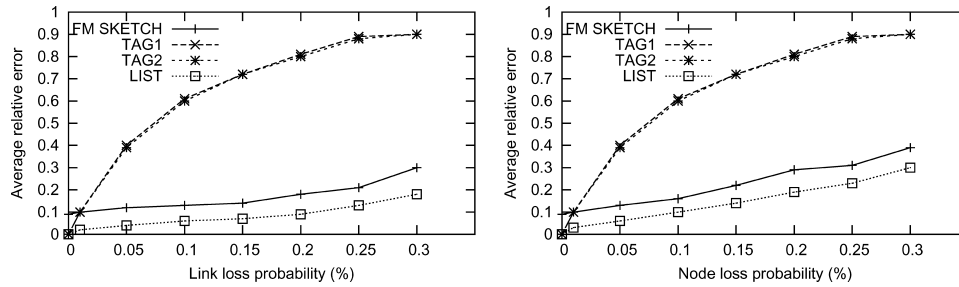 1
0.9
0.8
0.7
0.6
0.5
0.4
0.3
0.2
0.1
0
Average relative error
FM SKETCH
TAG1
TAG2
LIST
0 0.05 0.1 0.15 0.2 0.25 0.3
Link loss probability (%)
1
0.9
0.8
0.7
0.6
0.5
0.4
0.3
0.2
0.1
0
Average relative error
FM SKETCH
TAG1
TAG2
LIST
0 0.05 0.1 0.15 0.2 0.25 0.3
Node loss probability (%)